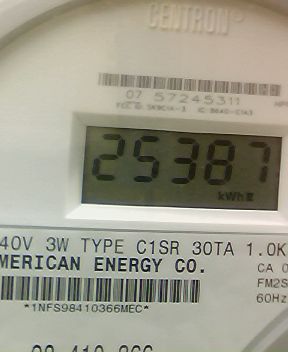 CENTRON®
07 57245311
25387
kWh
40V 3W TYPE C1SR 30TA 1.0K
MERICAN ENERGY CO.
CA 0
FM2S
*1NFS98410366MEC*
60Hz